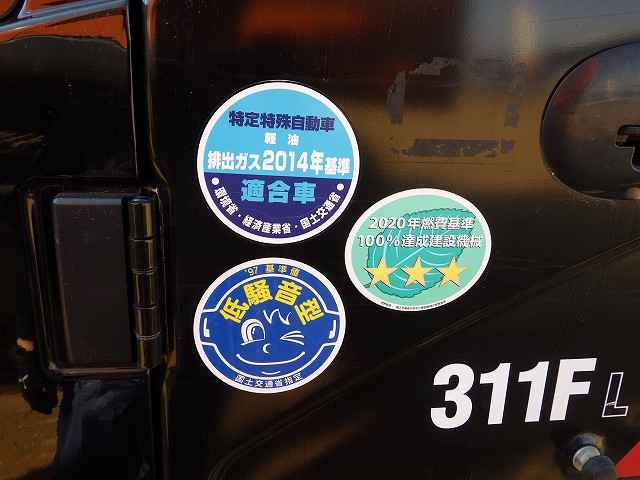 特定特殊自動車
軽油
排出ガス2014年基準
適合車
・環境省・経済産業省・国土交通省・
2020年燃費基準
100%達成建設機械
'97基準値
低騒音型
国土交通省指定
311F L